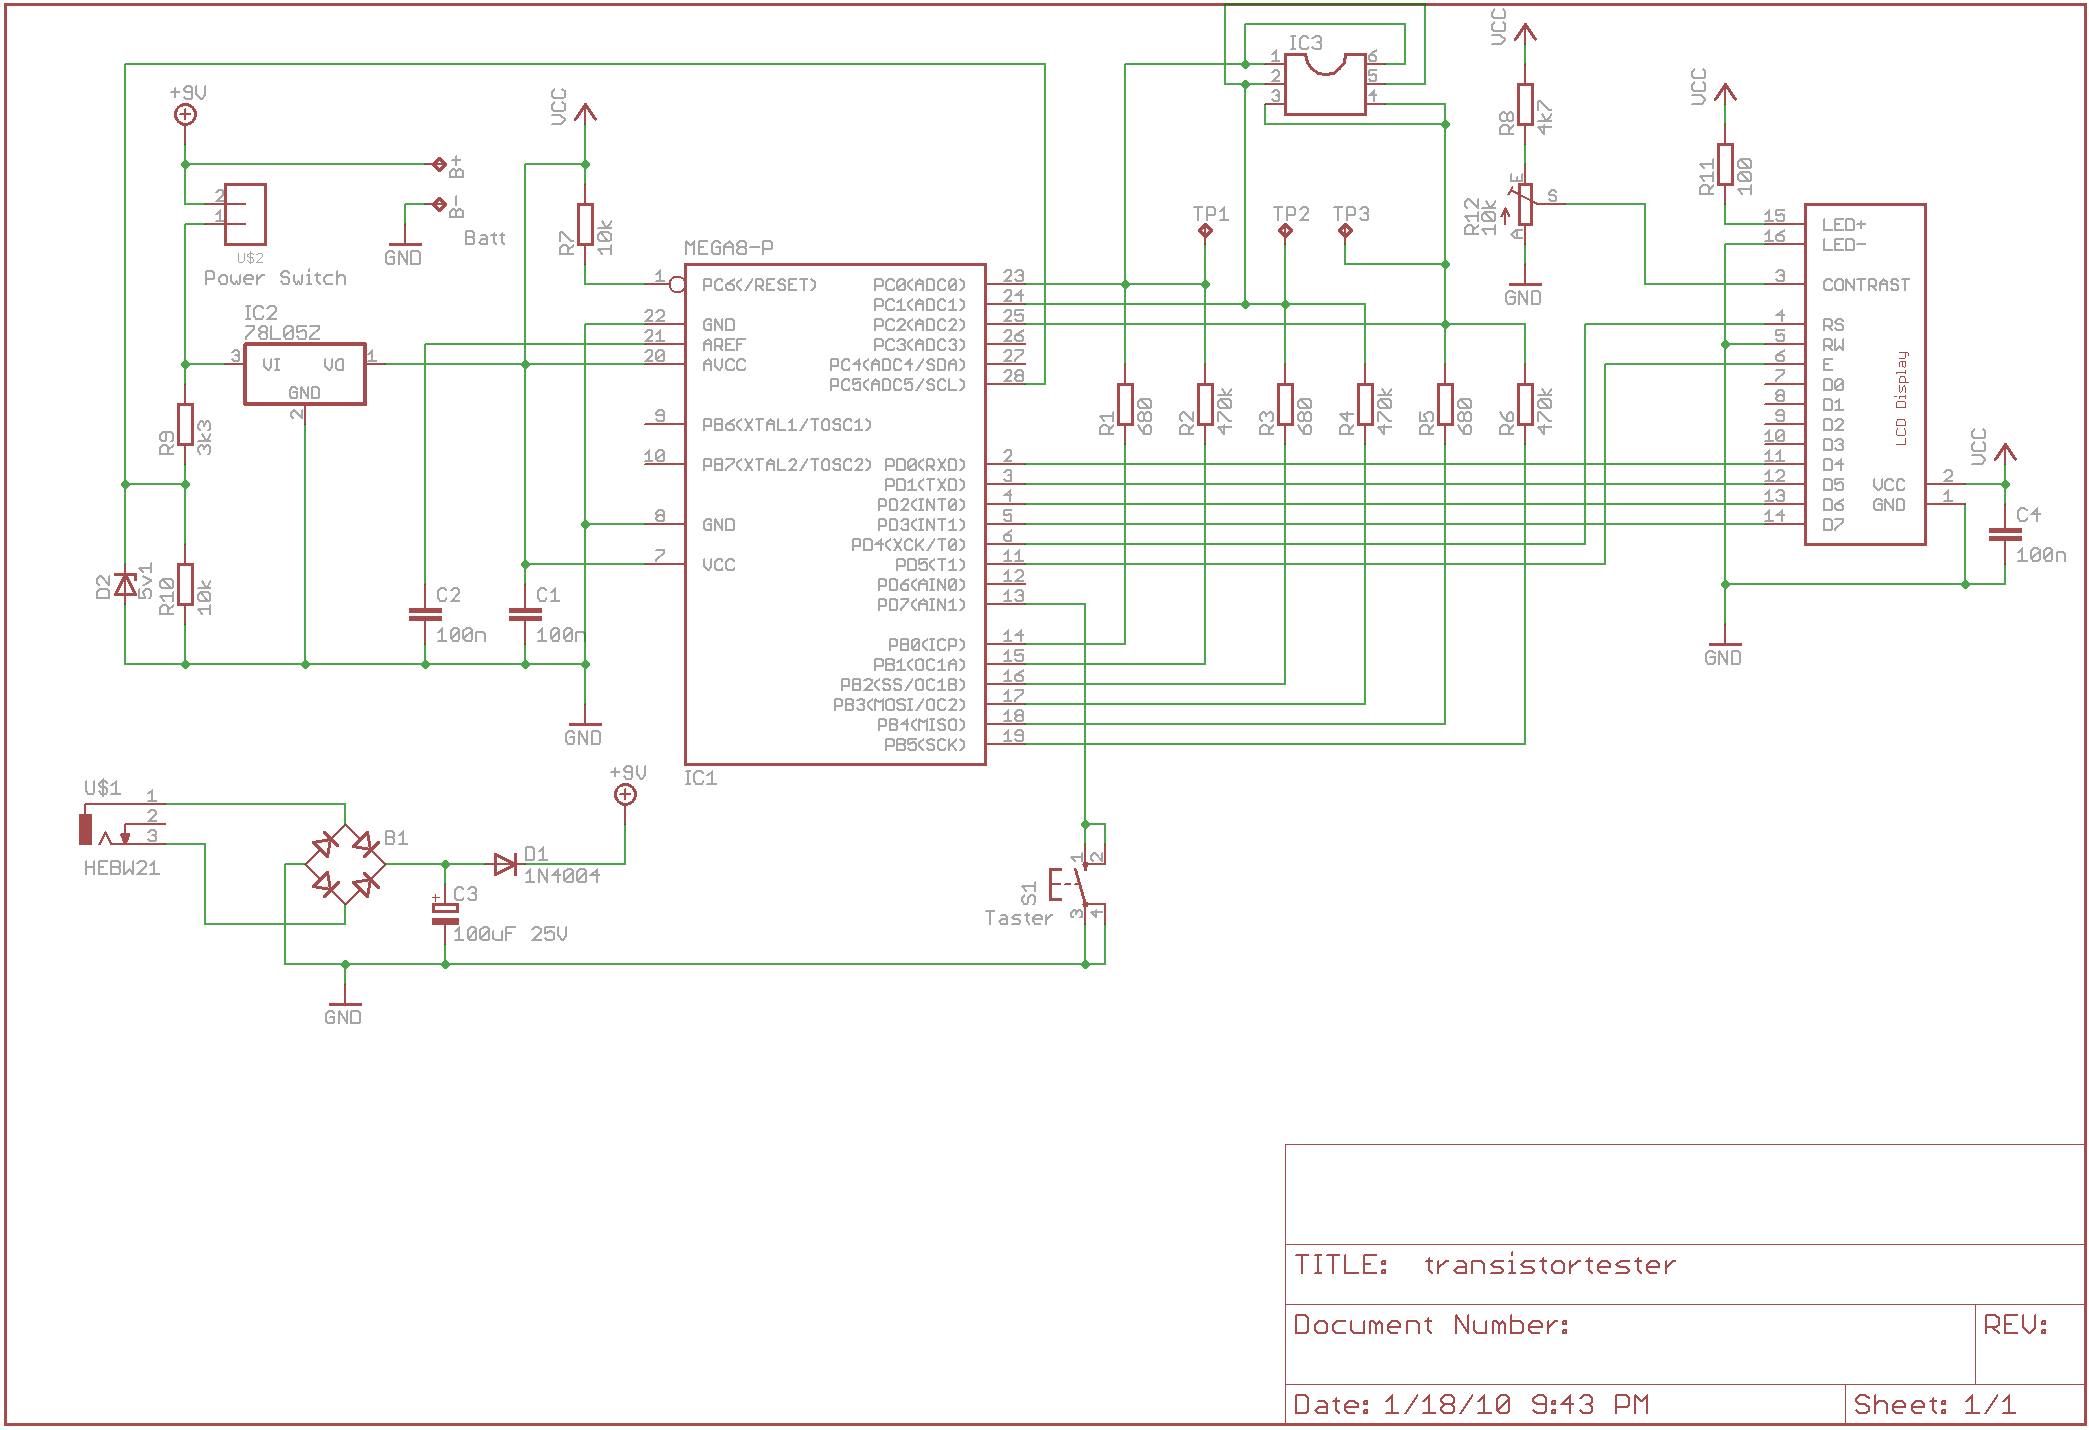 +9V
2
1
U$2
Power Switch
B+
B-
Batt
GND
VCC
R7
10k
IC2
78L05Z
3
VI
VO
1
GND
2
R9
3k3
D2
5v1
R10
10k
C2
100n
C1
100n
GND
MEGA8-P
1
PC6(/RESET)
22
GND
21
AREF
20
AVCC
9
PB6(XTAL1/TOSC1)
10
PB7(XTAL2/TOSC2)
8
GND
7
VCC
PC0(ADC0)
23
PC1(ADC1)
24
PC2(ADC2)
25
PC3(ADC3)
26
PC4(ADC4/SDA)
27
PC5(ADC5/SCL)
28
PD0(RXD)
2
PD1(TXD)
3
PD2(INT0)
4
PD3(INT1)
5
PD4(XCK/T0)
6
PD5(T1)
11
PD6(AIN0)
12
PD7(AIN1)
13
PB0(ICP)
14
PB1(OC1A)
15
PB2(SS/OC1B)
16
PB3(MOSI/OC2)
17
PB4(MISO)
18
PB5(SCK)
19
IC1
IC3
1
2
3
6
5
4
TP1
TP2
TP3
R1
680
R2
470k
R3
680
R4
470k
R5
680
R6
470k
VCC
R8
4k7
R12
10k
E
S
A
GND
VCC
R11
100
15
LED+
16
LED-
3
CONTRAST
4
RS
5
RW
6
E
7
D0
8
D1
9
D2
10
D3
11
D4
12
D5
13
D6
14
D7
LCD Display
VCC
2
GND
1
VCC
C4
100n
GND
U$1
1
2
3
HEBW21
B1
D1
1N4004
+9V
+
C3
100uF 25V
GND
S1
Taster
1
2
3
4
TITLE: transistortester
Document Number:
REV:
Date: 1/18/10 9:43 PM
Sheet: 1/1